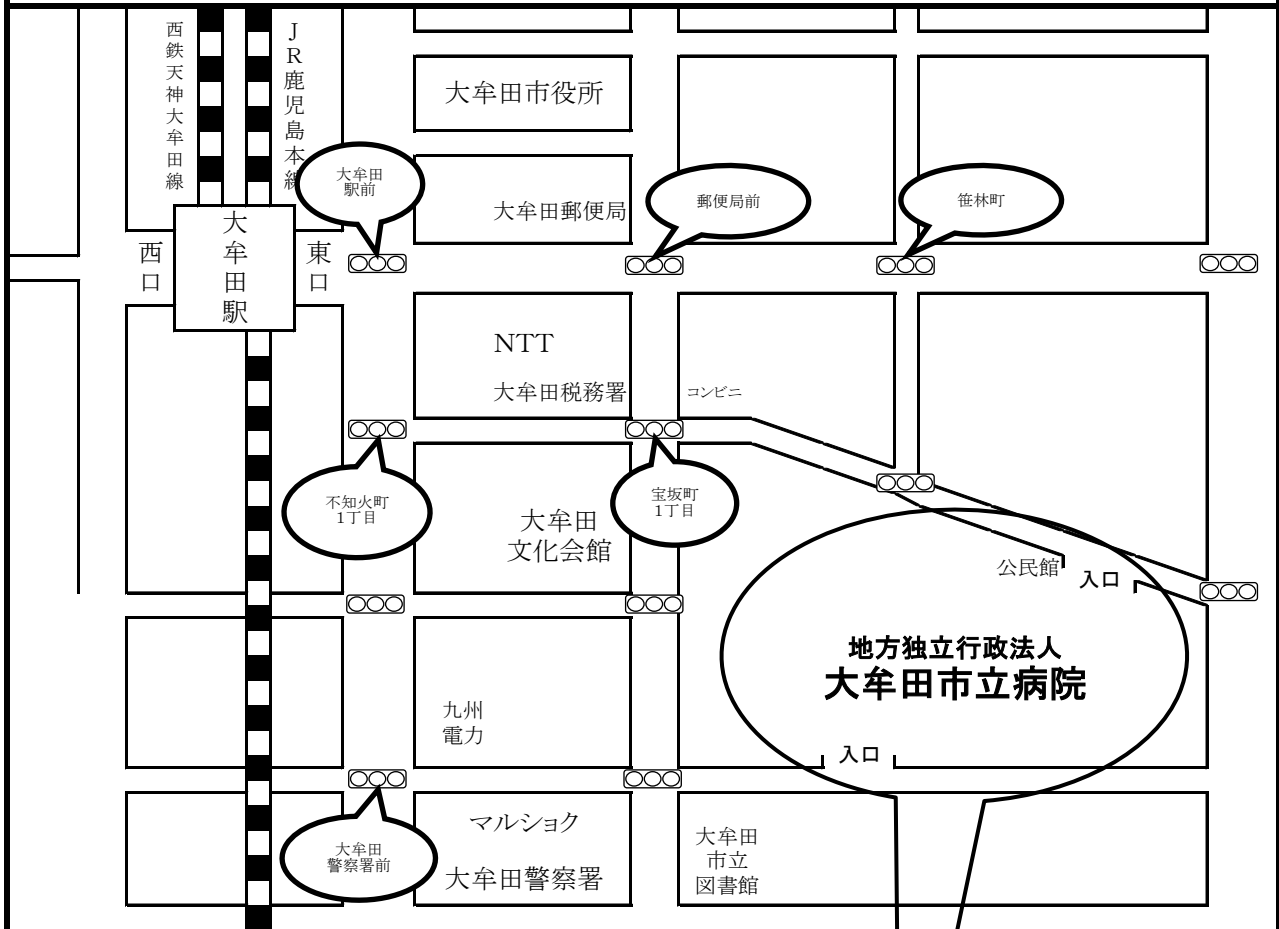 西鉄天神大牟田線
JR鹿児島本線
大牟田市役所
大牟田
駅前
大牟田郵便局
郵便局前
笹林町
西口
大牟田駅
東口
NTT
大牟田税務署
コンビニ
不知火町
1丁目
宝坂町
1丁目
大牟田
文化会館
公民館
入口
地方独立行政法人
大牟田市立病院
九州
電力
入口
マルショク
大牟田
警察署前
大牟田警察署
大牟田
市立
図書館